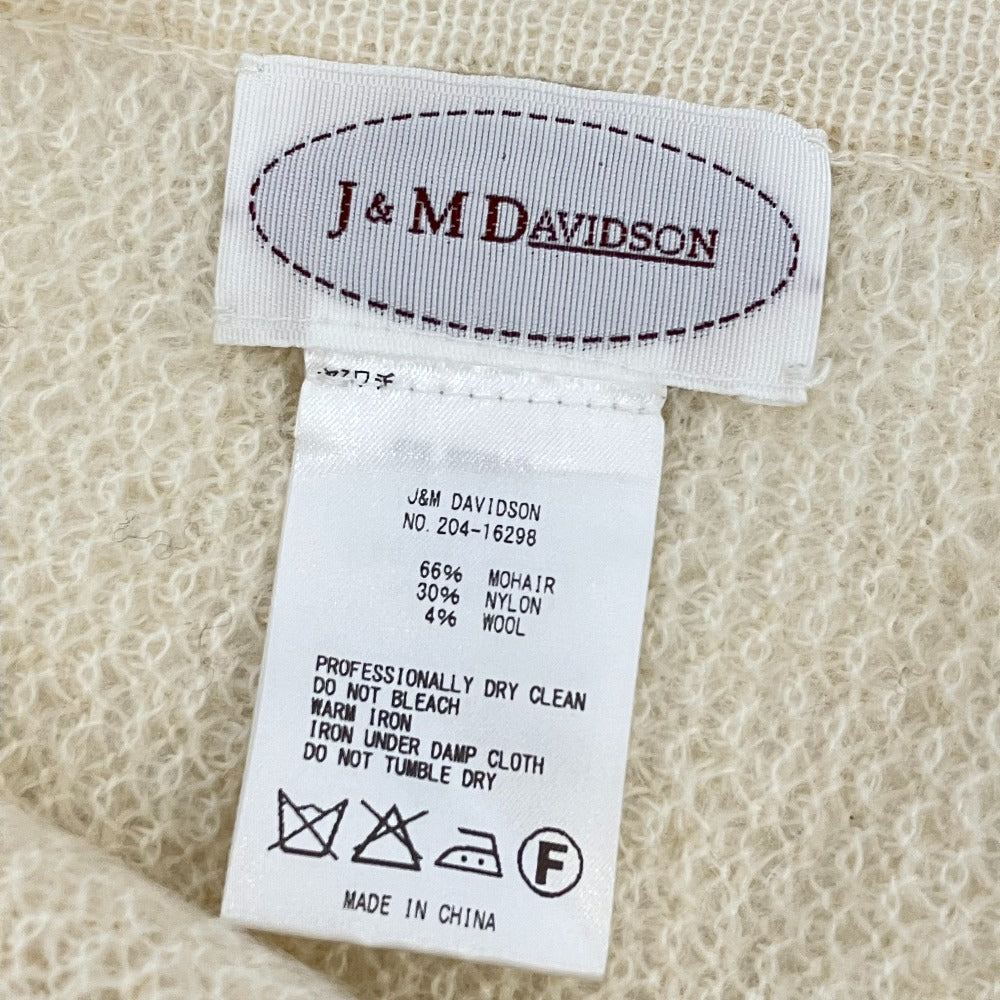 J & M DAVIDSON
J&M DAVIDSON
NO. 204-16298
66% MOHAIR
30% NYLON
4% WOOL
PROFESSIONALLY DRY CLEAN
DO NOT BLEACH
WARM IRON
IRON UNDER DAMP CLOTH
DO NOT TUMBLE DRY
F
MADE IN CHINA